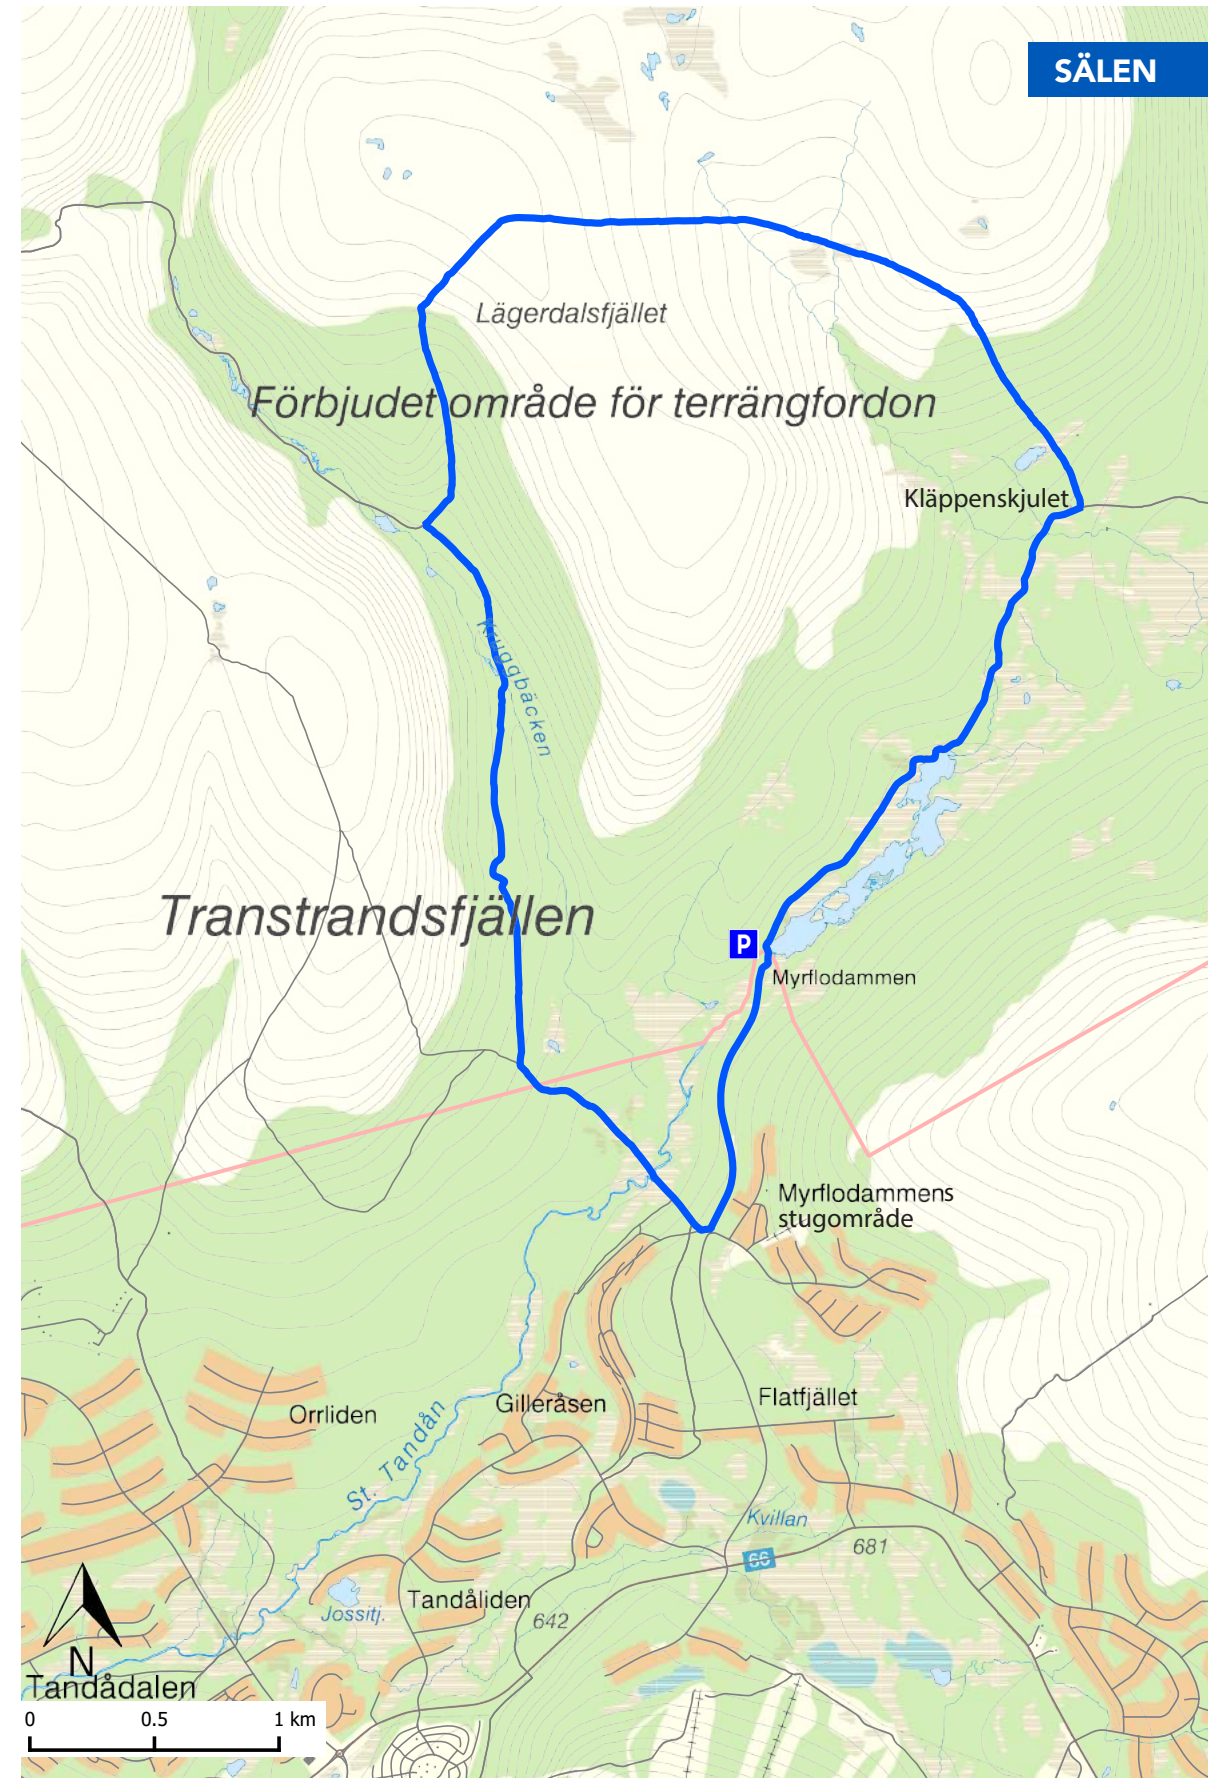 SÄLEN
Lägerdalsfjället
Förbjudet område för terrängfordon
Kläppenskjulet
Kruggbäcken
Transtrandsfjällen
P
Myrflodammen
Myrflodammens
stugområde
Gilleråsen
Flatfjället
Orrliden
St. Tandån
Kvillan
681
66
Tandåliden
Jossitj.
642
N
Tandådalen
0 0.5 1 km